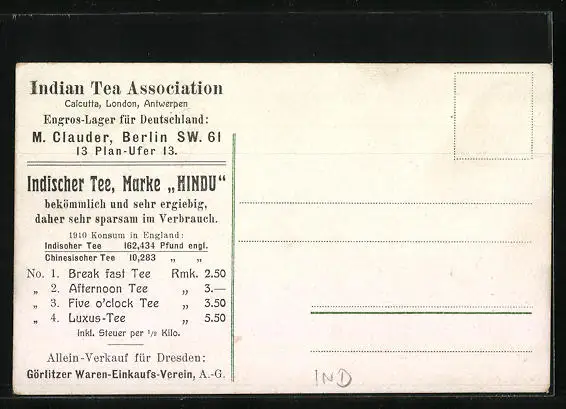 Indian Tea Association
Calcutta, London, Antwerpen
Engros-Lager für Deutschland:
M. Clauder, Berlin SW. 61
13 Plan-Ufer 13.
Indischer Tee, Marke „HINDU“
bekömmlich und sehr ergiebig,
daher sehr sparsam im Verbrauch.
1910 Konsum in England:
Indischer Tee 162,434 Pfund engl.
Chinesischer Tee 10,283 „ „
No. 1. Break fast Tee Rmk. 2.50
„ 2. Afternoon Tee „ 3.—
„ 3. Five o'clock Tee „ 3.50
„ 4. Luxus-Tee „ 5.50
inkl. Steuer per 1/2 Kilo.
Allein-Verkauf für Dresden:
Görlitzer Waren-Einkaufs-Verein, A.-G.
IND